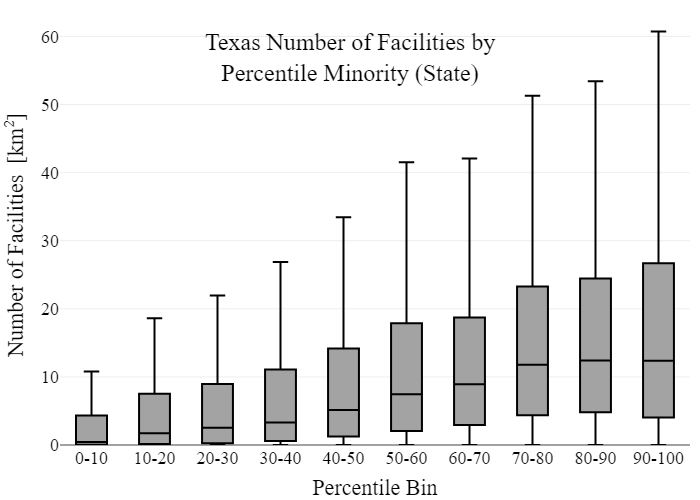 Texas Number of Facilities by
Percentile Minority (State)
Number of Facilities [km²]
60
50
40
30
20
10
0
0-10 10-20 20-30 30-40 40-50 50-60 60-70 70-80 80-90 90-100
Percentile Bin